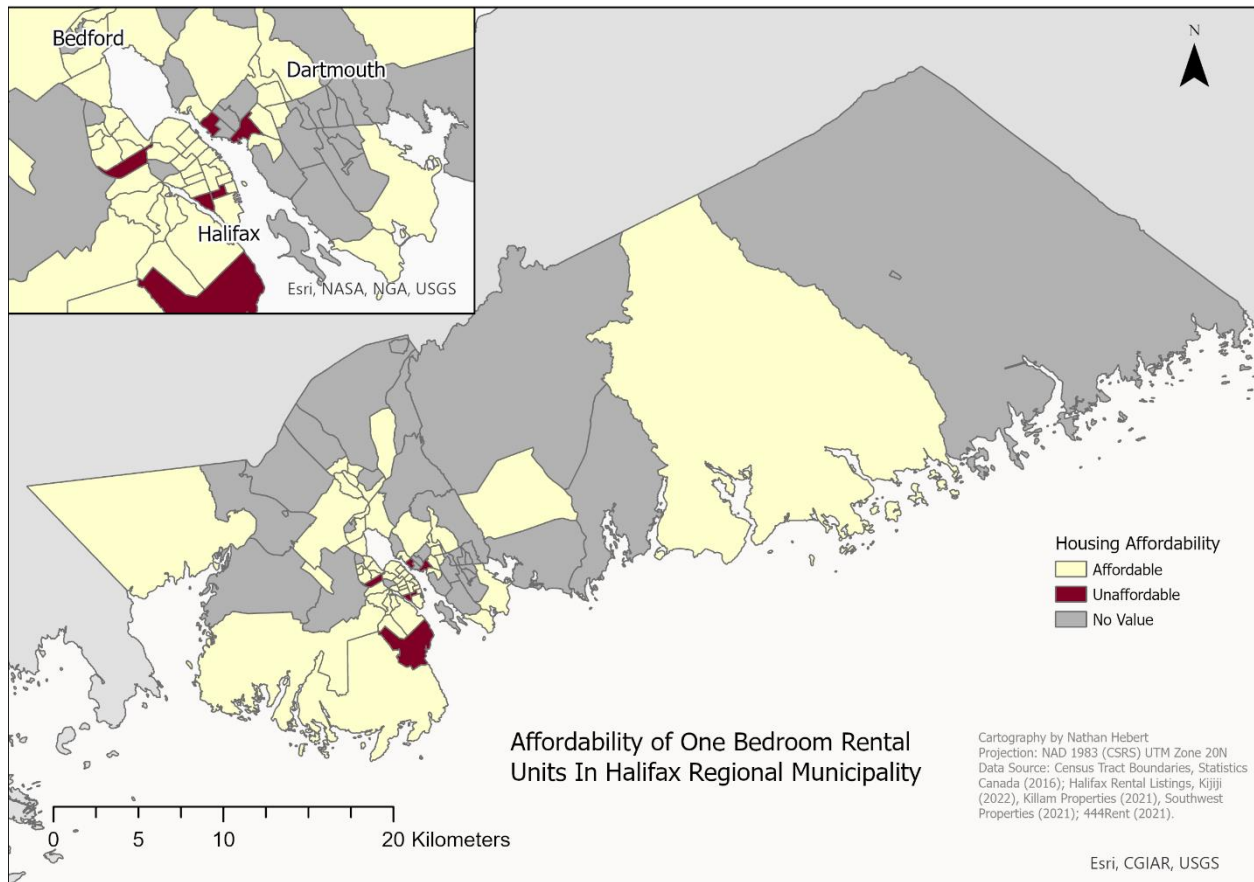 Bedford
Dartmouth
Halifax
Esri, NASA, NGA, USGS
N
Housing Affordability
Affordable
Unaffordable
No Value
Affordability of One Bedroom Rental
Units In Halifax Regional Municipality
Cartography by Nathan Hebert
Projection: NAD 1983 (CSRS) UTM Zone 20N
Data Source: Census Tract Boundaries, Statistics
Canada (2016); Halifax Rental Listings, Kijiji
(2022), Killam Properties (2021), Southwest
Properties (2021); 444Rent (2021).
0 5 10 20 Kilometers
Esri, CGIAR, USGS